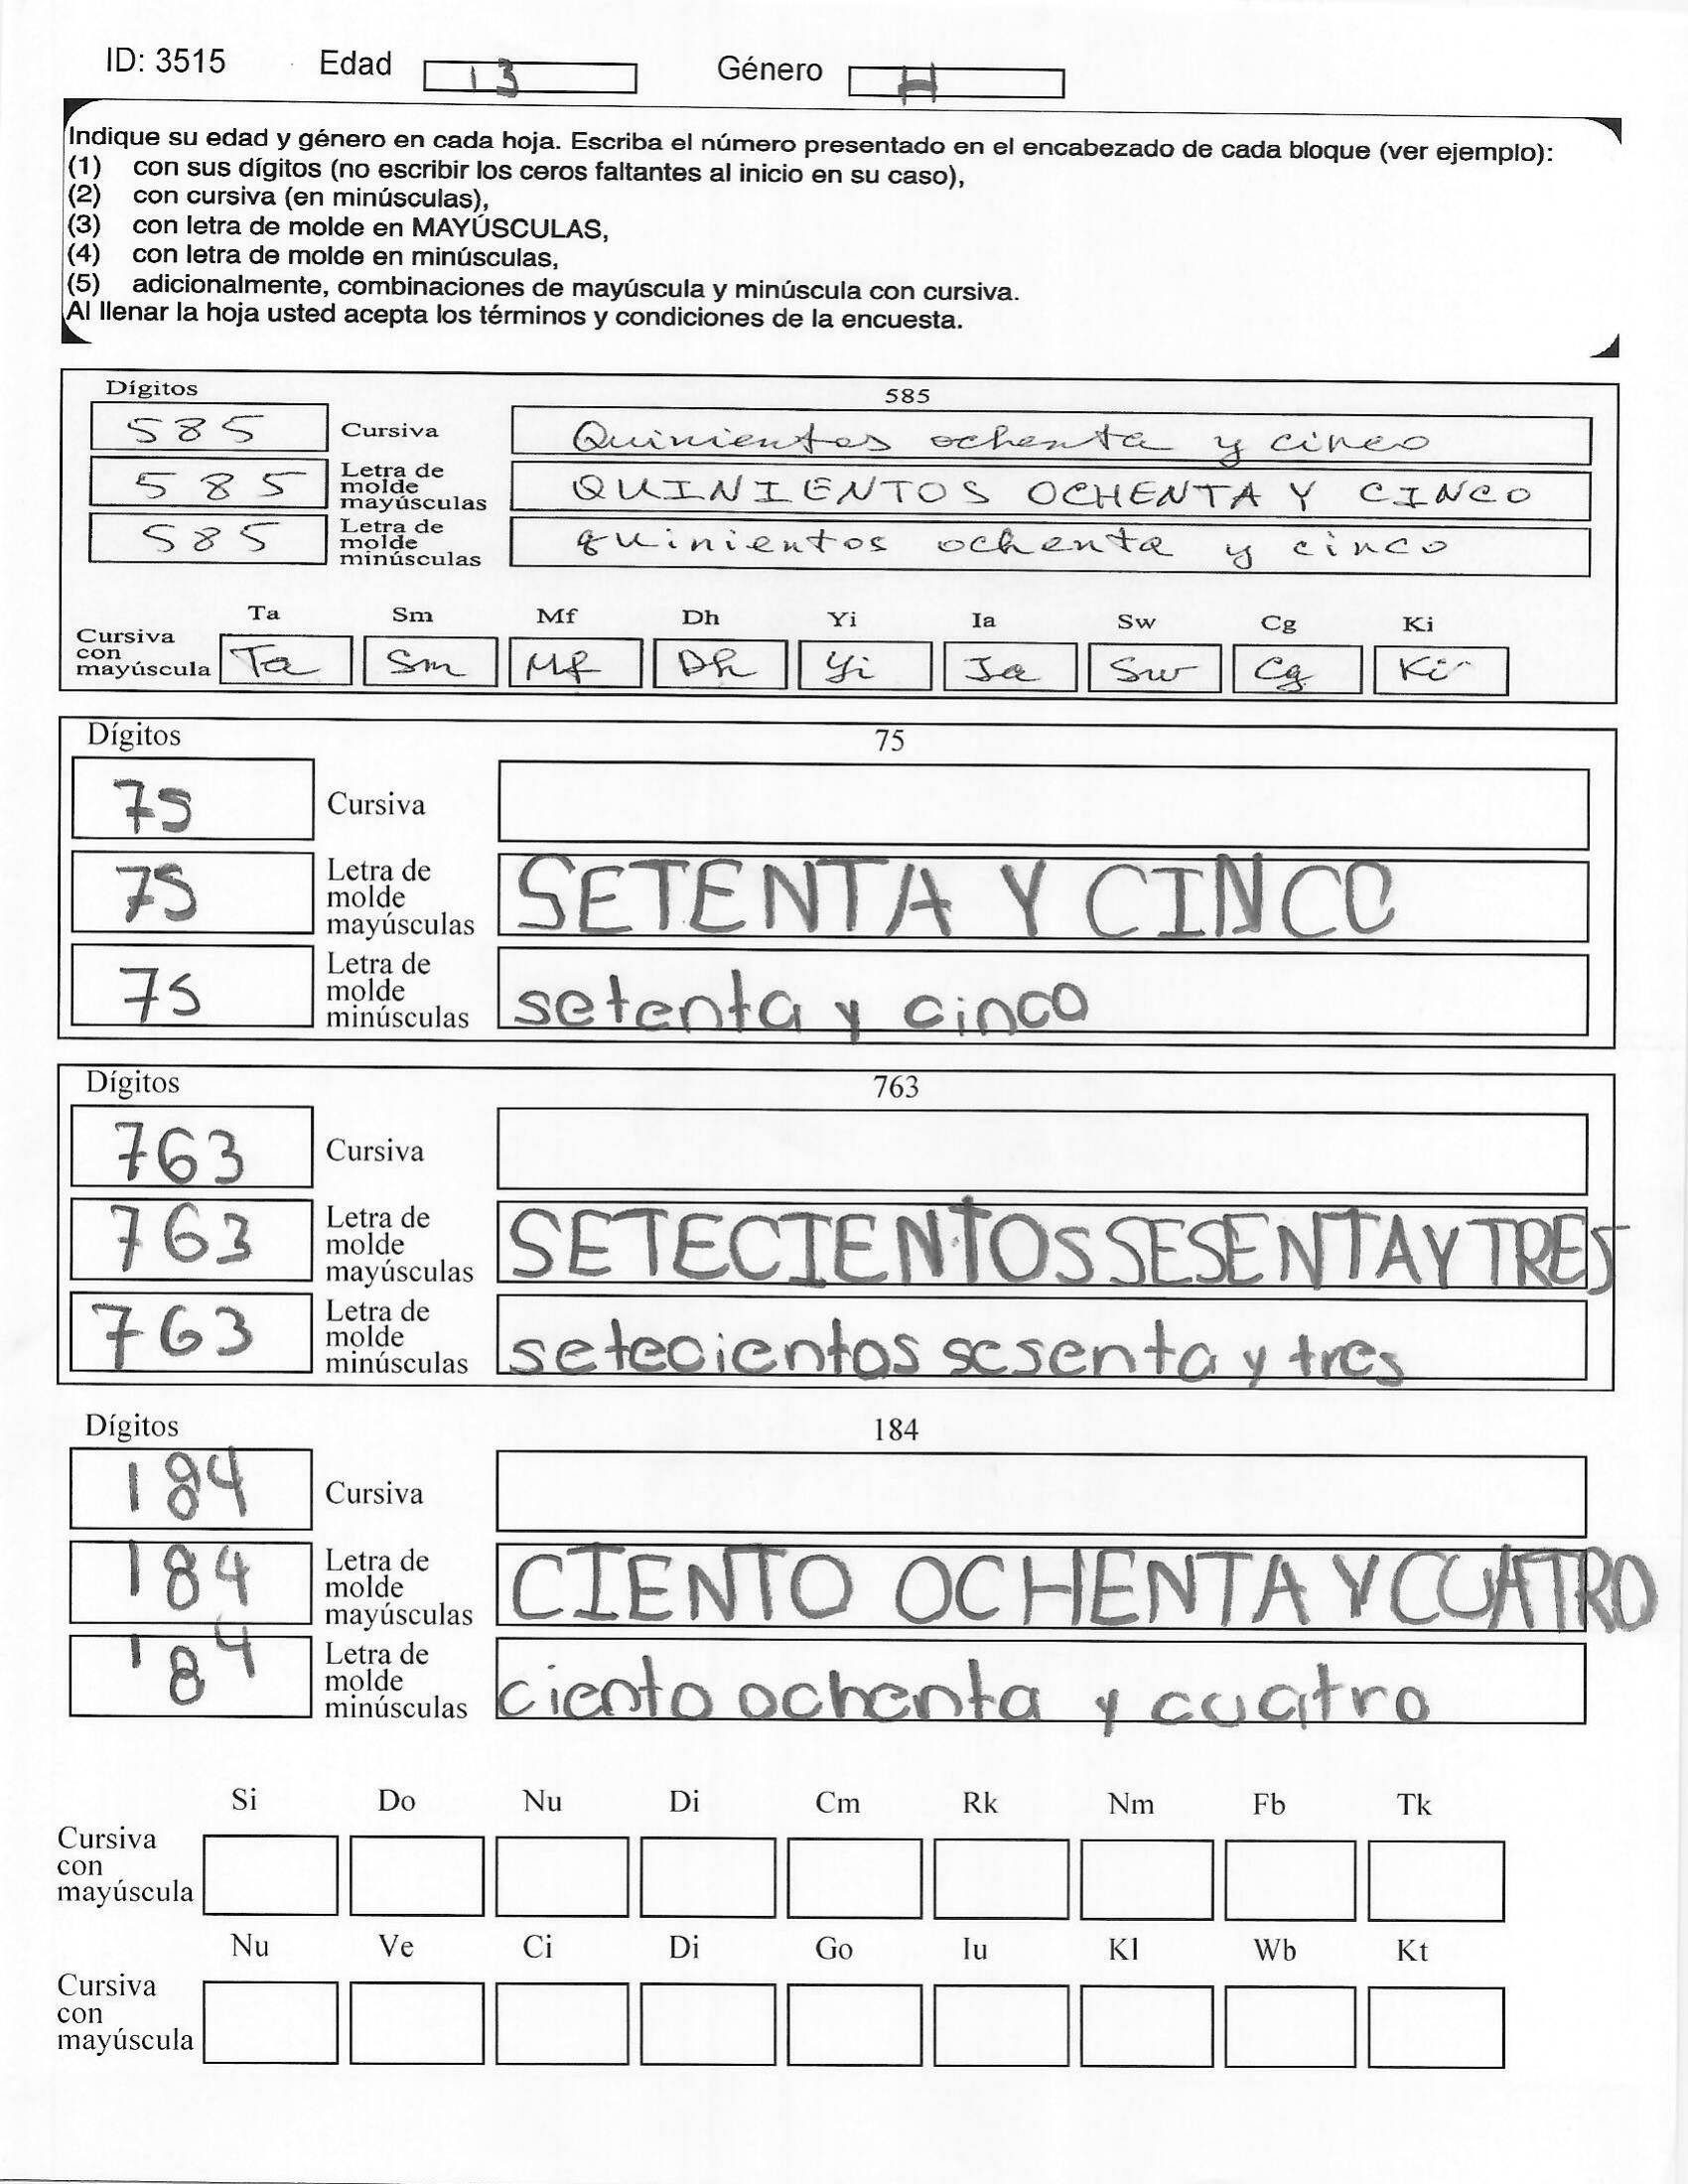 ID: 3515 Edad 13 Género H
Indique su edad y género en cada hoja. Escriba el número presentado en el encabezado de cada bloque (ver ejemplo):
(1) con sus dígitos (no escribir los ceros faltantes al inicio en su caso),
(2) con cursiva (en minúsculas),
(3) con letra de molde en MAYÚSCULAS,
(4) con letra de molde en minúsculas,
(5) adicionalmente, combinaciones de mayúscula y minúscula con cursiva.
Al llenar la hoja usted acepta los términos y condiciones de la encuesta.
Dígitos 585
585 Cursiva Quinientos ochenta y cinco
585 Letra de molde mayúsculas QUINIENTOS OCHENTA Y CINCO
585 Letra de molde minúsculas quinientos ochenta y cinco
Ta Sm Mf Dh Yi Ia Sw Cg Ki
Cursiva con mayúscula Ta Sm Mf Dh Yi Ia Sw Cg Ki
Dígitos 75
75 Cursiva
75 Letra de molde mayúsculas SETENTA Y CINCO
75 Letra de molde minúsculas setenta y cinco
Dígitos 763
763 Cursiva
763 Letra de molde mayúsculas SETECIENTOS SESENTA Y TRES
763 Letra de molde minúsculas setecientos sesenta y tres
Dígitos 184
184 Cursiva
184 Letra de molde mayúsculas CIENTO OCHENTA Y CUATRO
184 Letra de molde minúsculas ciento ochenta y cuatro
Si Do Nu Di Cm Rk Nm Fb Tk
Cursiva con mayúscula
Nu Ve Ci Di Go Iu Kl Wb Kt
Cursiva con mayúscula